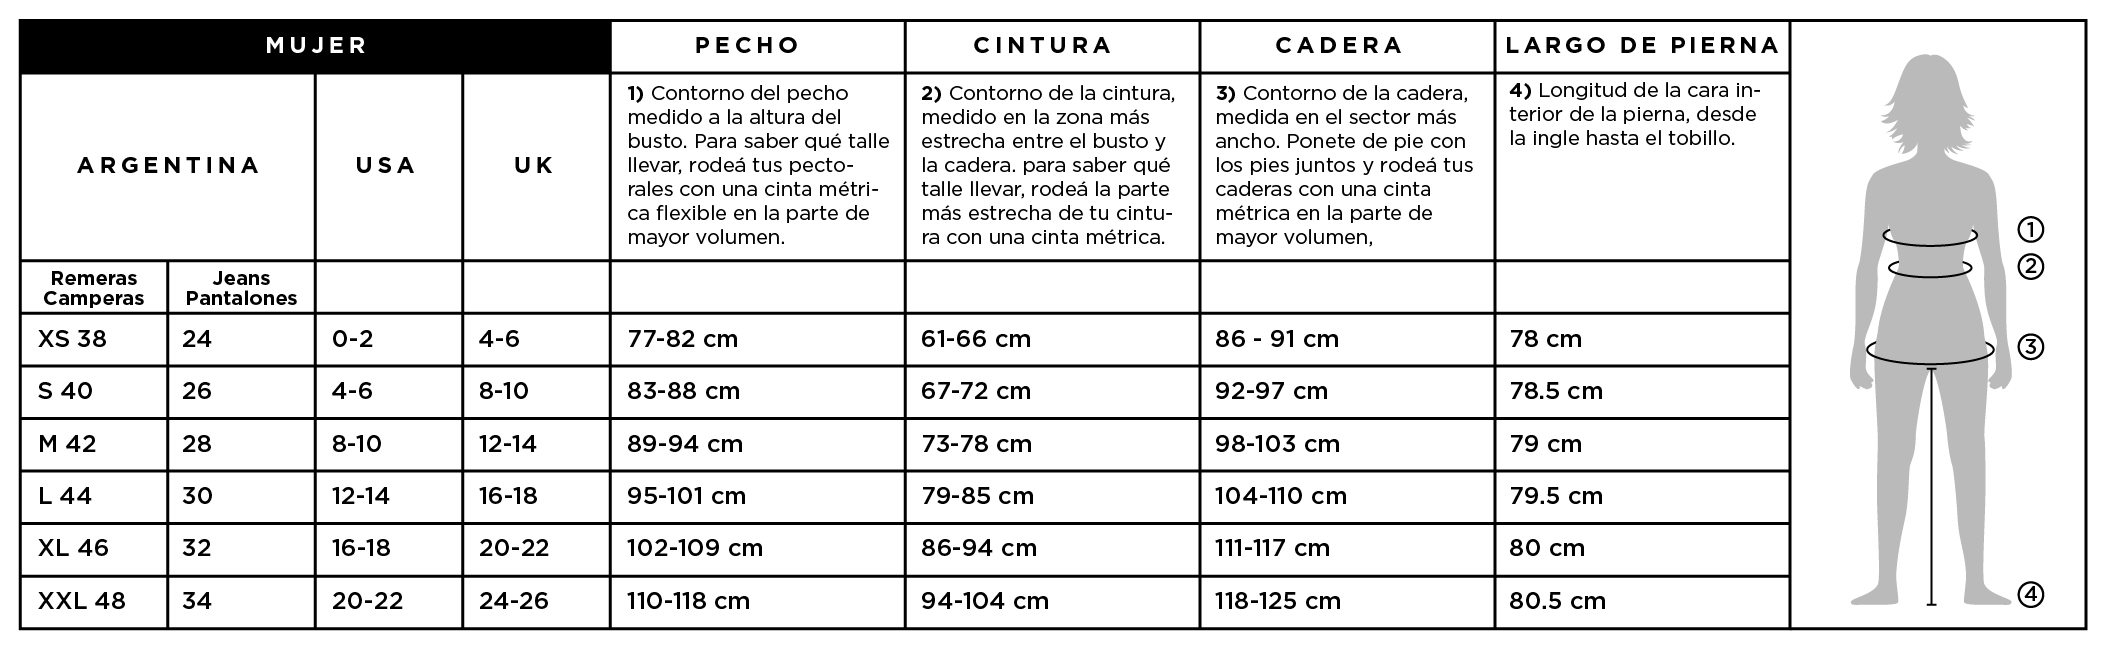 MUJER PECHO CINTURA CADERA LARGO DE PIERNA
ARGENTINA USA UK
1) Contorno del pecho
medido a la altura del
busto. Para saber qué talle
llevar, rodeá tus pecto-
rales con una cinta métri-
ca flexible en la parte de
mayor volumen.
2) Contorno de la cintura,
medido en la zona más
estrecha entre el busto y
la cadera. para saber qué
talle llevar, rodeá la parte
más estrecha de tu cintu-
ra con una cinta métrica.
3) Contorno de la cadera,
medida en el sector más
ancho. Ponete de pie con
los pies juntos y rodeá tus
caderas con una cinta
métrica en la parte de
mayor volumen,
4) Longitud de la cara in-
terior de la pierna, desde
la ingle hasta el tobillo.
Remeras
Camperas
Jeans
Pantalones
XS 38 24 0-2 4-6 77-82 cm 61-66 cm 86 - 91 cm 78 cm
S 40 26 4-6 8-10 83-88 cm 67-72 cm 92-97 cm 78.5 cm
M 42 28 8-10 12-14 89-94 cm 73-78 cm 98-103 cm 79 cm
L 44 30 12-14 16-18 95-101 cm 79-85 cm 104-110 cm 79.5 cm
XL 46 32 16-18 20-22 102-109 cm 86-94 cm 111-117 cm 80 cm
XXL 48 34 20-22 24-26 110-118 cm 94-104 cm 118-125 cm 80.5 cm
1
2
3
4